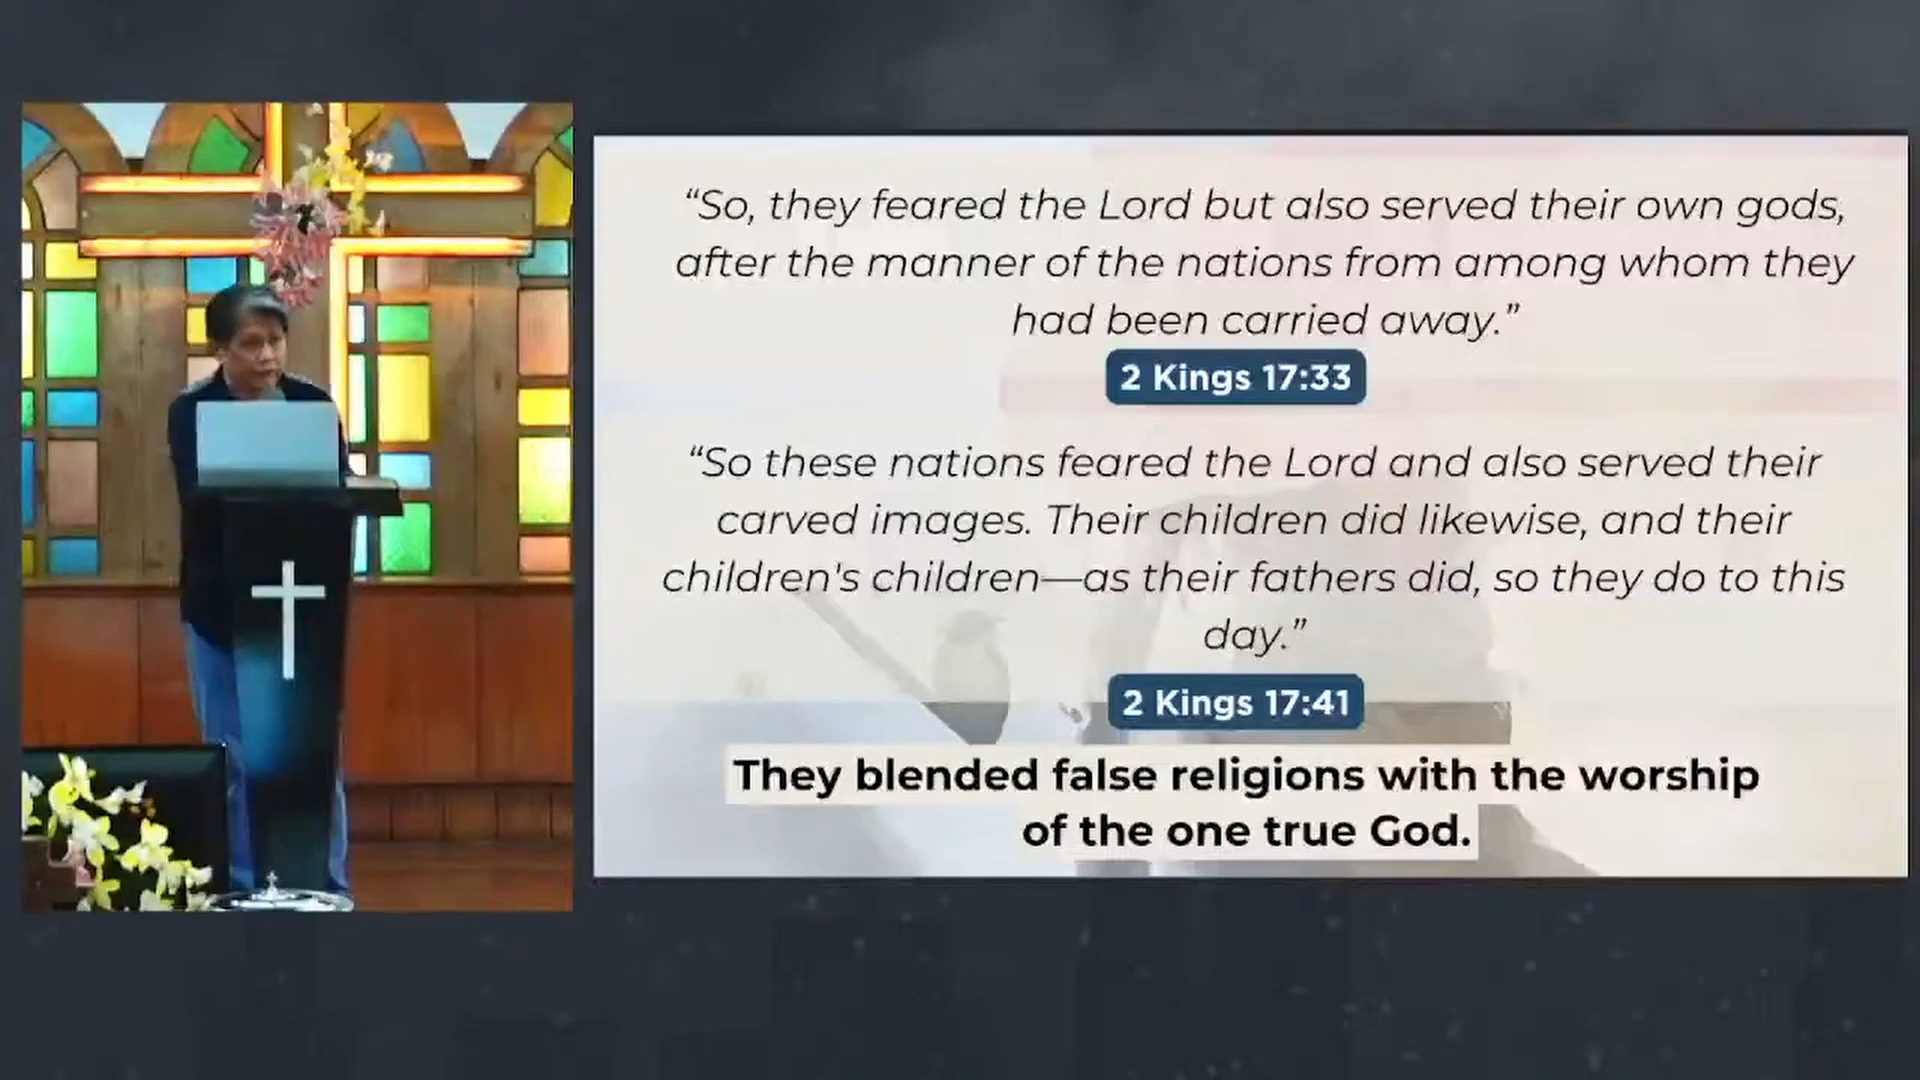 “So, they feared the Lord but also served their own gods,
after the manner of the nations from among whom they
had been carried away.”
2 Kings 17:33
“So these nations feared the Lord and also served their
carved images. Their children did likewise, and their
children's children—as their fathers did, so they do to this
day.”
2 Kings 17:41
They blended false religions with the worship
of the one true God.